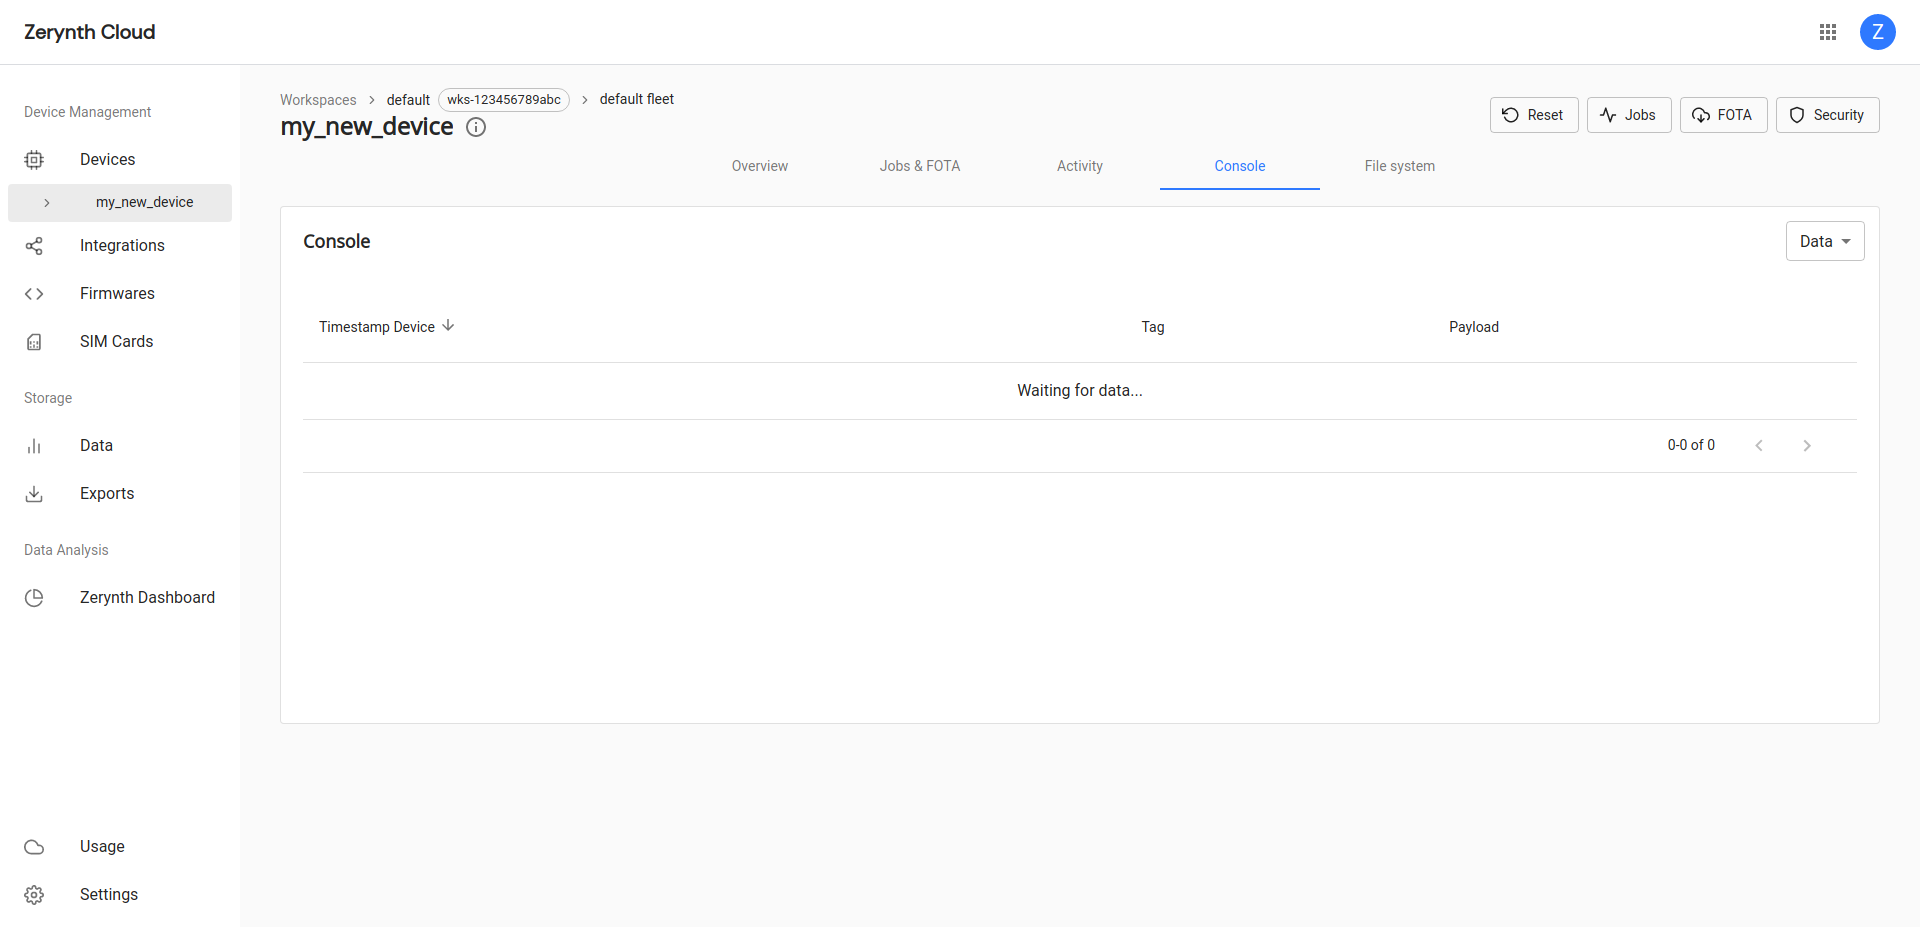 Zerynth Cloud
Z
Device Management
Devices
my_new_device
Integrations
Firmwares
SIM Cards
Storage
Data
Exports
Data Analysis
Zerynth Dashboard
Usage
Settings
Workspaces > default wks-123456789abc > default fleet
my_new_device
Reset Jobs FOTA Security
Overview Jobs & FOTA Activity Console File system
Console
Data
Timestamp Device Tag Payload
Waiting for data...
0-0 of 0